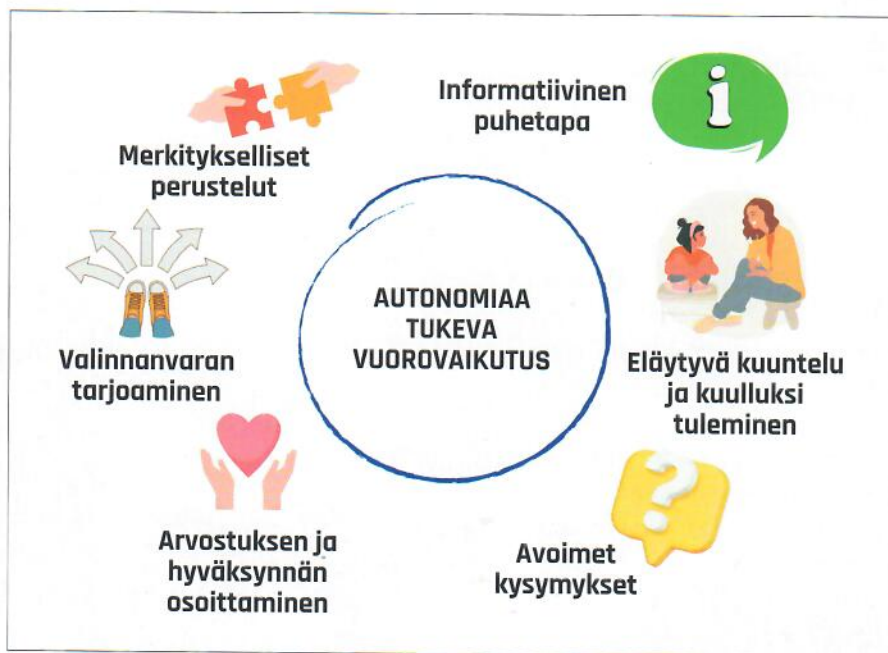 Merkitykselliset
perustelut
Informatiivinen
puhetapa
i
Valinnanvaran
tarjoaminen
AUTONOMIAA
TUKEVA
VUOROVAIKUTUS
Eläytyvä kuuntelu
ja kuulluksi
tuleminen
Arvostuksen ja
hyväksynnän
osoittaminen
?
Avoimet
kysymykset